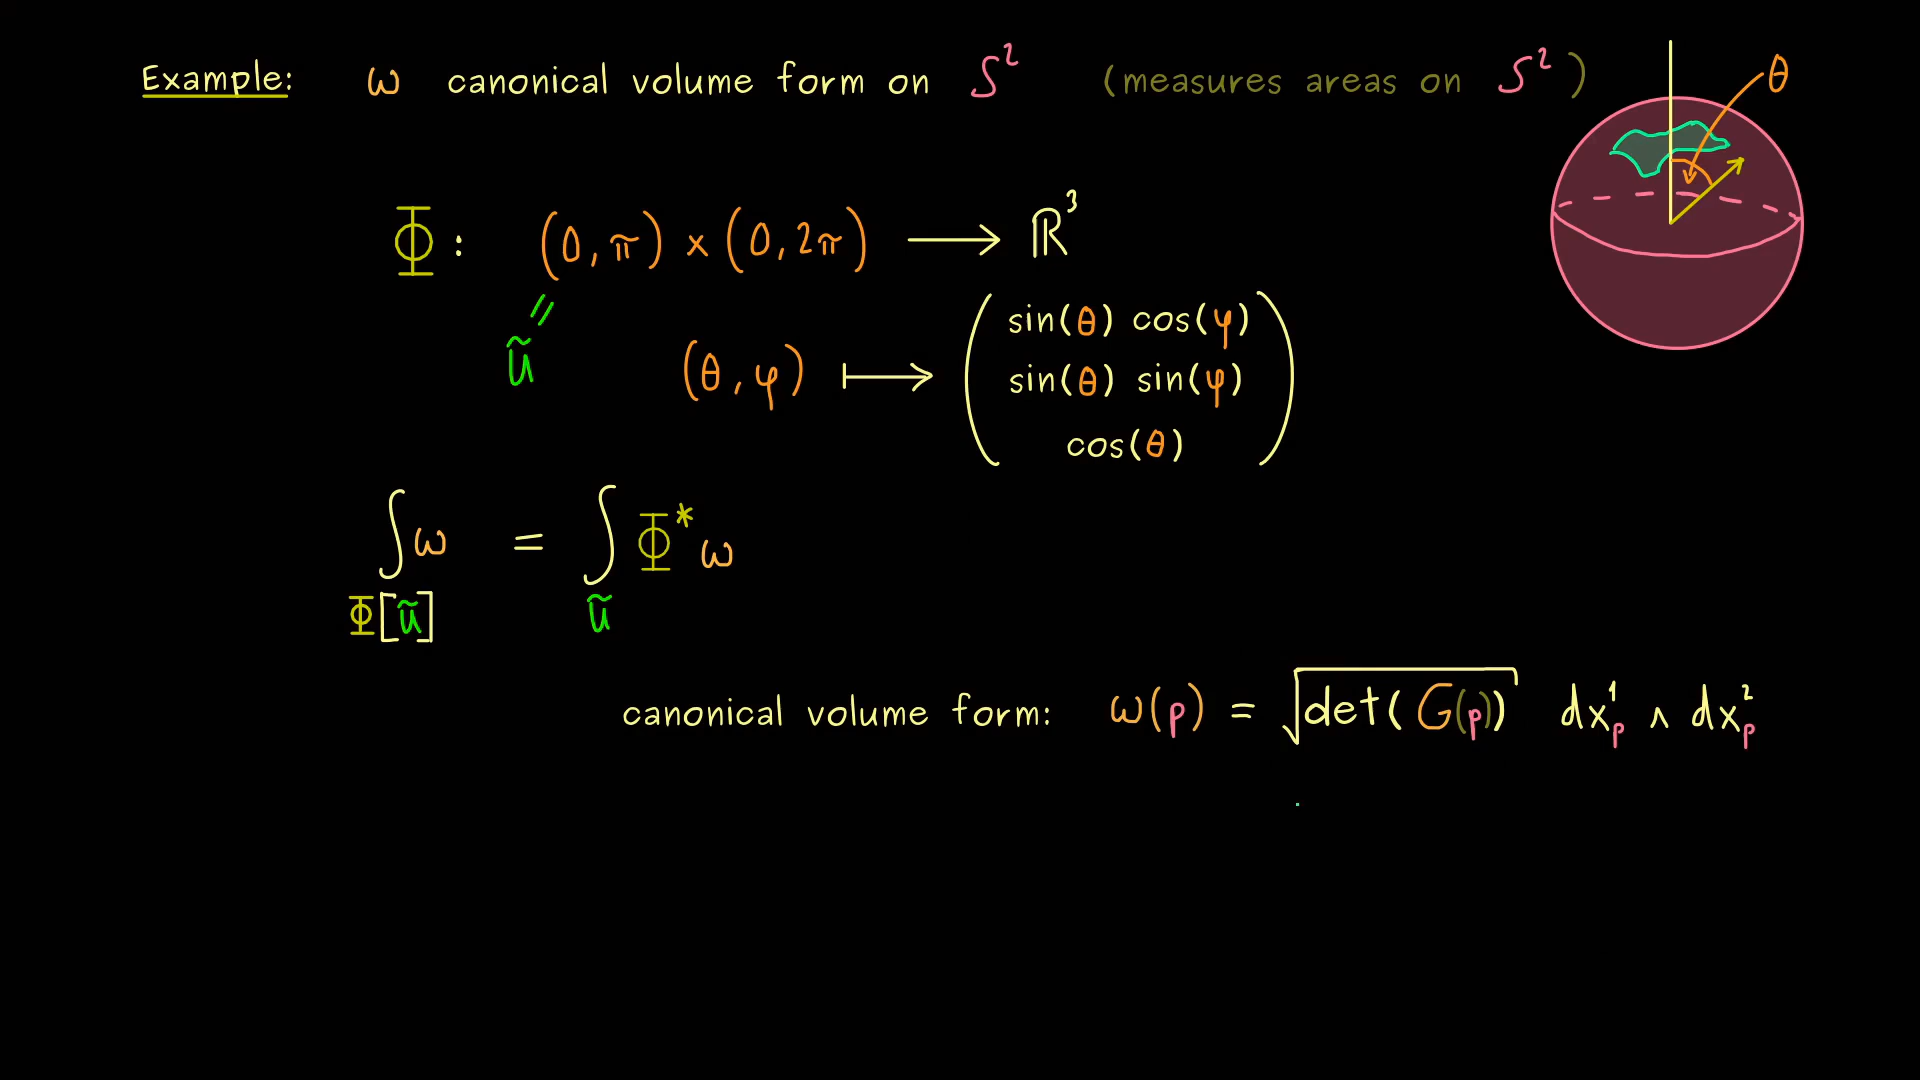 Example: ω canonical volume form on S² (measures areas on S²)
θ
Φ: (0, π) × (0, 2π) ⟶ ℝ³
=
Ũ
(θ, φ) ⟼ ( sin(θ) cos(φ)
sin(θ) sin(φ)
cos(θ) )
∫ω = ∫Φ*ω
Φ[Ũ] Ũ
canonical volume form: ω(p) = √det(G(p)) dx¹ₚ ∧ dx²ₚ